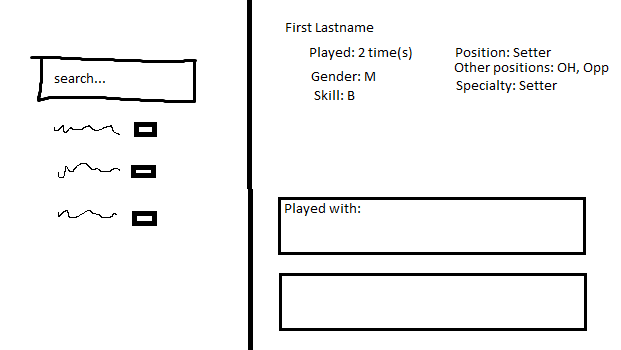 search...
First Lastname
Played: 2 time(s)
Gender: M
Skill: B
Position: Setter
Other positions: OH, Opp
Specialty: Setter
Played with: